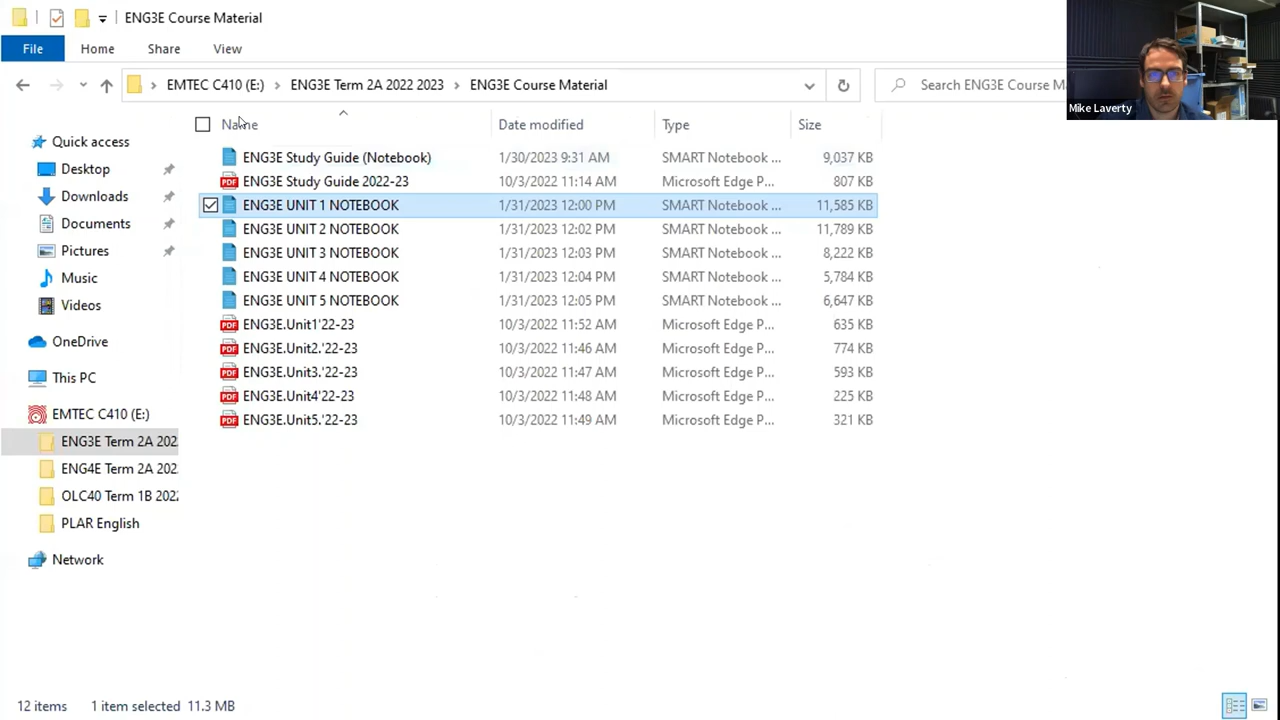 ENG3E Course Material
File Home Share View
EMTEC C410 (E:) ENG3E Term 2A 2022 2023 ENG3E Course Material Search ENG3E Course M
Mike Laverty
Name Date modified Type Size
Quick access
Desktop
Downloads
Documents
Pictures
Music
Videos
OneDrive
This PC
EMTEC C410 (E:)
ENG3E Term 2A 202
ENG4E Term 2A 202
OLC40 Term 1B 202
PLAR English
Network
ENG3E Study Guide (Notebook) 1/30/2023 9:31 AM SMART Notebook ... 9,037 KB
PDF ENG3E Study Guide 2022-23 10/3/2022 11:14 AM Microsoft Edge P... 807 KB
ENG3E UNIT 1 NOTEBOOK 1/31/2023 12:00 PM SMART Notebook ... 11,585 KB
ENG3E UNIT 2 NOTEBOOK 1/31/2023 12:02 PM SMART Notebook ... 11,789 KB
ENG3E UNIT 3 NOTEBOOK 1/31/2023 12:03 PM SMART Notebook ... 8,222 KB
ENG3E UNIT 4 NOTEBOOK 1/31/2023 12:04 PM SMART Notebook ... 5,784 KB
ENG3E UNIT 5 NOTEBOOK 1/31/2023 12:05 PM SMART Notebook ... 6,647 KB
PDF ENG3E.Unit1'22-23 10/3/2022 11:52 AM Microsoft Edge P... 635 KB
PDF ENG3E.Unit2.'22-23 10/3/2022 11:46 AM Microsoft Edge P... 774 KB
PDF ENG3E.Unit3.'22-23 10/3/2022 11:47 AM Microsoft Edge P... 593 KB
PDF ENG3E.Unit4'22-23 10/3/2022 11:48 AM Microsoft Edge P... 225 KB
PDF ENG3E.Unit5.'22-23 10/3/2022 11:49 AM Microsoft Edge P... 321 KB
12 items 1 item selected 11.3 MB